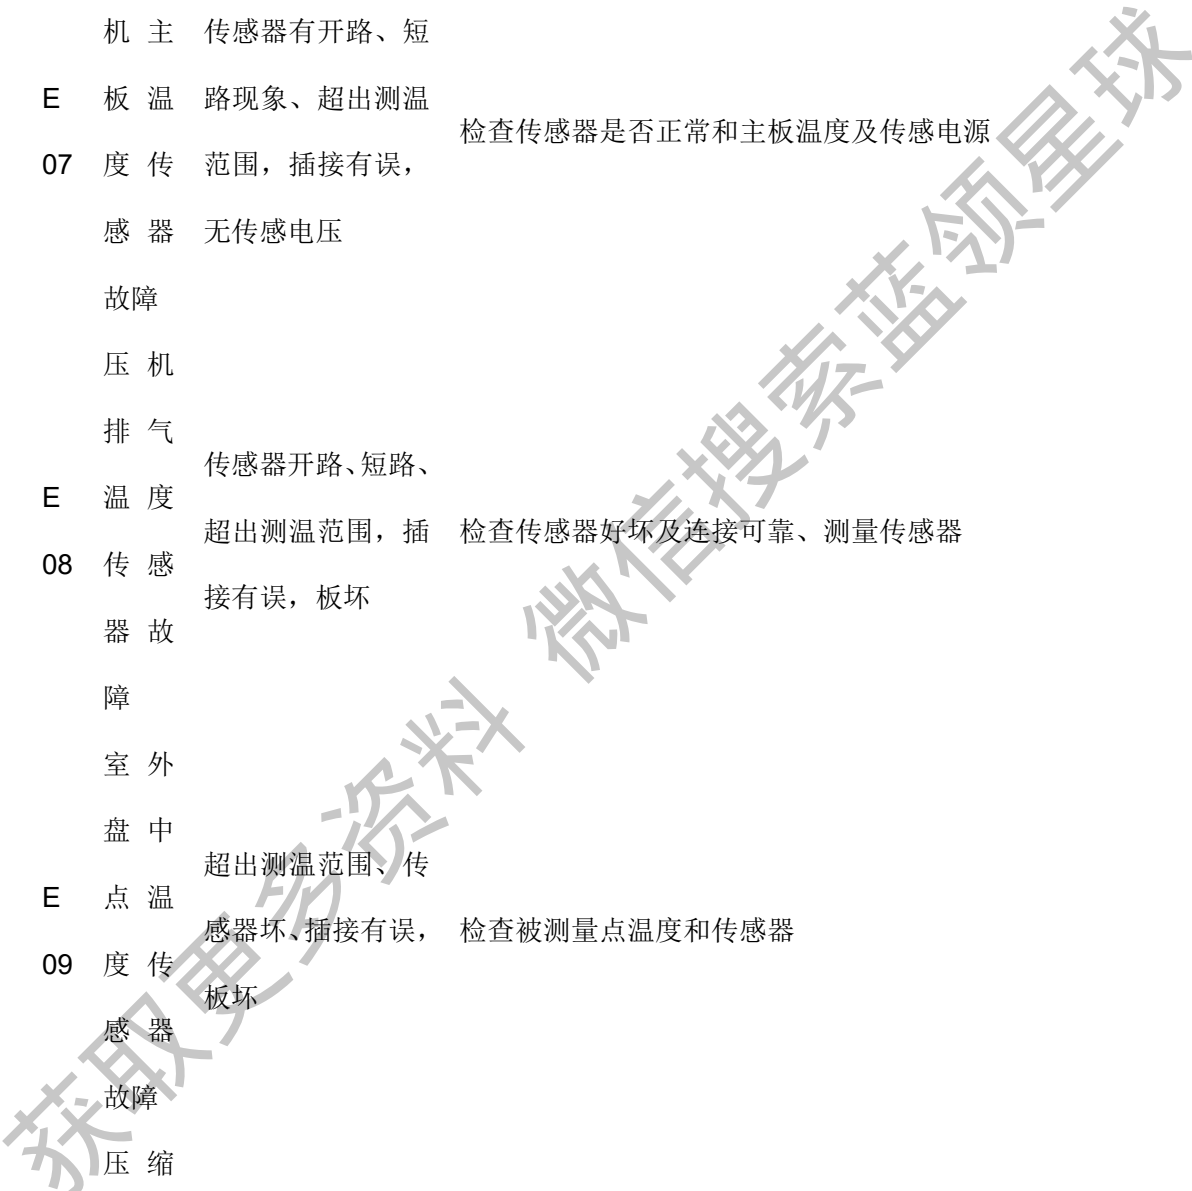 机 主 传感器有开路、短
E 板 温 路现象、超出测温
检查传感器是否正常和主板温度及传感电源
07 度 传 范围，插接有误，
感 器 无传感电压
故障
压 机
排 气
传感器开路、短路、
E 温 度
超出测温范围，插 检查传感器好坏及连接可靠、测量传感器
08 传 感
接有误，板坏
器 故
障
室 外
盘 中
超出测温范围、传
E 点 温
感器坏、插接有误， 检查被测量点温度和传感器
09 度 传
板坏
感 器
故障
压 缩
获取更多资料 微信搜索蓝领星球